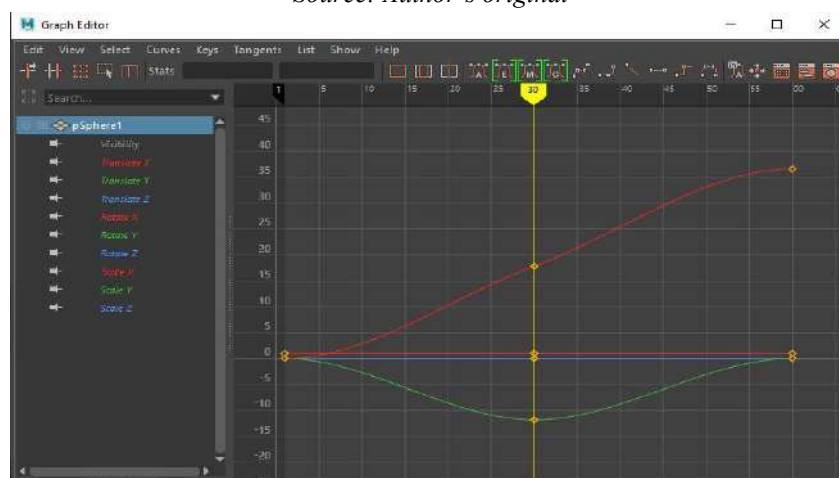 Source: Author's original
Graph Editor
Edit View Select Curves Keys Tangents List Show Help
Stats
Search...
1 5 10 15 20 25 30 35 40 45 50 55 60
pSphere1
Visibility
Translate X
Translate Y
Translate Z
Rotate X
Rotate Y
Rotate Z
Scale X
Scale Y
Scale Z
45
40
35
30
25
20
15
10
5
0
-5
-10
-15
-20